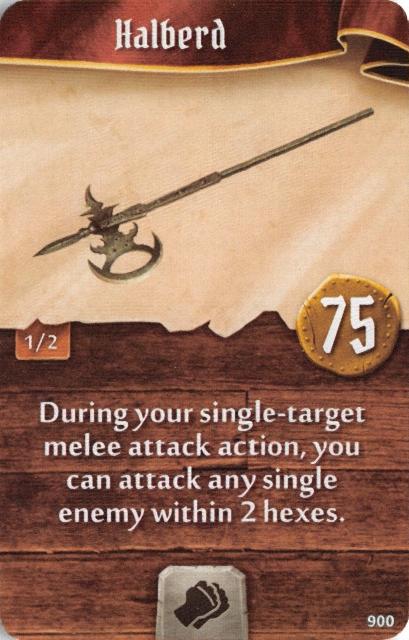 Halberd
75
1/2
During your single-target
melee attack action, you
can attack any single
enemy within 2 hexes.
900